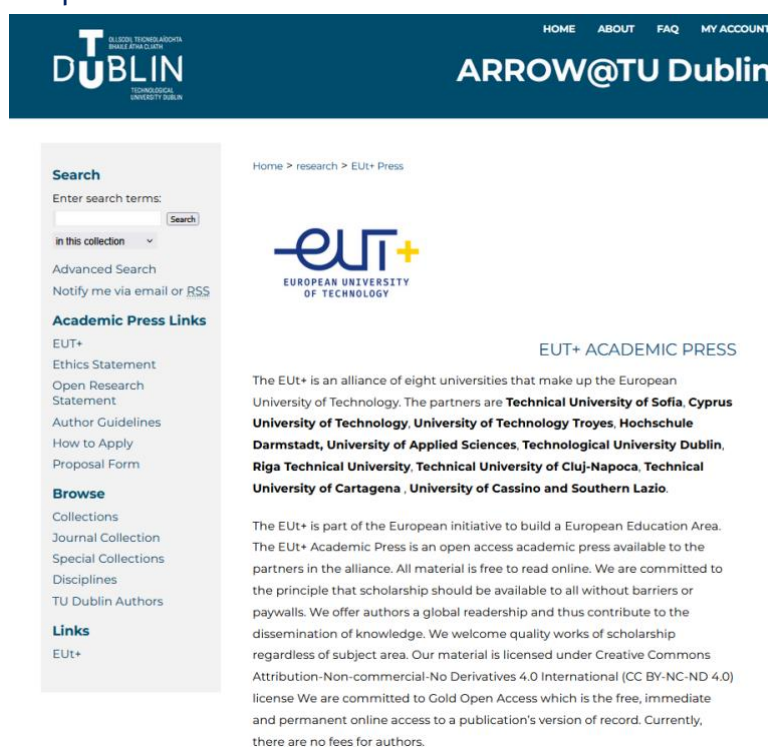 OLLSCOIL TEICNEOLAÍOCHTA
BHAILE ÁTHA CLIATH
TU DUBLIN
TECHNOLOGICAL
UNIVERSITY DUBLIN
HOME ABOUT FAQ MY ACCOUNT
ARROW@TU Dublin
Search
Enter search terms:
Search
in this collection
Advanced Search
Notify me via email or RSS
Academic Press Links
EUT+
Ethics Statement
Open Research
Statement
Author Guidelines
How to Apply
Proposal Form
Browse
Collections
Journal Collection
Special Collections
Disciplines
TU Dublin Authors
Links
EUt+
Home > research > EUt+ Press
eut+
EUROPEAN UNIVERSITY
OF TECHNOLOGY
EUT+ ACADEMIC PRESS
The EUt+ is an alliance of eight universities that make up the European
University of Technology. The partners are Technical University of Sofia, Cyprus
University of Technology, University of Technology Troyes, Hochschule
Darmstadt, University of Applied Sciences, Technological University Dublin,
Riga Technical University, Technical University of Cluj-Napoca, Technical
University of Cartagena , University of Cassino and Southern Lazio.
The EUt+ is part of the European initiative to build a European Education Area.
The EUt+ Academic Press is an open access academic press available to the
partners in the alliance. All material is free to read online. We are committed to
the principle that scholarship should be available to all without barriers or
paywalls. We offer authors a global readership and thus contribute to the
dissemination of knowledge. We welcome quality works of scholarship
regardless of subject area. Our material is licensed under Creative Commons
Attribution-Non-commercial-No Derivatives 4.0 International (CC BY-NC-ND 4.0)
license We are committed to Gold Open Access which is the free, immediate
and permanent online access to a publication's version of record. Currently,
there are no fees for authors.